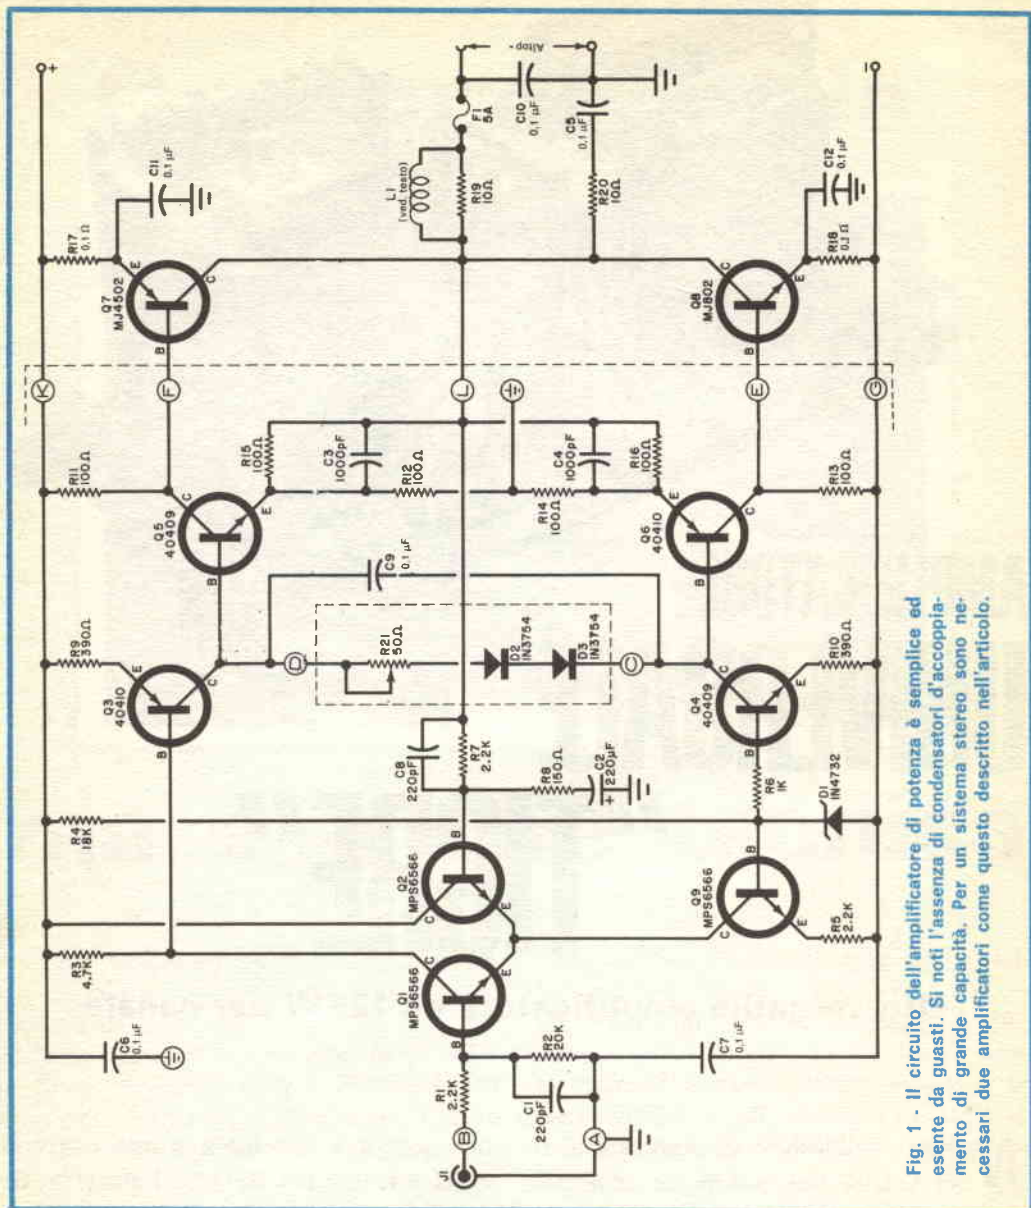 +
R17
0,1 Ω
C11
0.1 µF
Q7
MJ4502
E
C
B
L1
(ved. testo)
R19
10Ω
F1
5A
Altop.
C10
0,1 µF
C5
0,1 µF
R20
10Ω
Q8
MJ802
C
E
B
C12
0.1 µF
R18
0.1 Ω
–
K
F
L
E
G
R11
100Ω
Q5
40409
C
B
E
R15
100Ω
C3
1000pF
R12
100Ω
R14
100Ω
C4
1000pF
R16
100Ω
Q6
40410
E
B
C
R13
100Ω
R9
390Ω
Q3
40410
E
B
C
C9
0.1 µF
D
R21
50Ω
D2
IN3754
D3
IN3754
C
Q4
40409
C
B
E
R10
390Ω
R4
18K
C8
220pF
R7
2.2K
R8
150Ω
C2
220µF
+
R6
1K
D1
IN4732
R3
4.7K
Q2
MPS6566
C
B
E
Q1
MPS6566
C
B
E
Q9
MPS6566
B
C
E
R5
2.2K
C6
0.1 µF
R1
2.2K
R2
20K
C1
220pF
C7
0,1 µF
J1
B
A
Fig. 1 - Il circuito dell'amplificatore di potenza è semplice ed
esente da guasti. Si noti l'assenza di condensatori d'accoppia-
mento di grande capacità. Per un sistema stereo sono ne-
cessari due amplificatori come questo descritto nell'articolo.